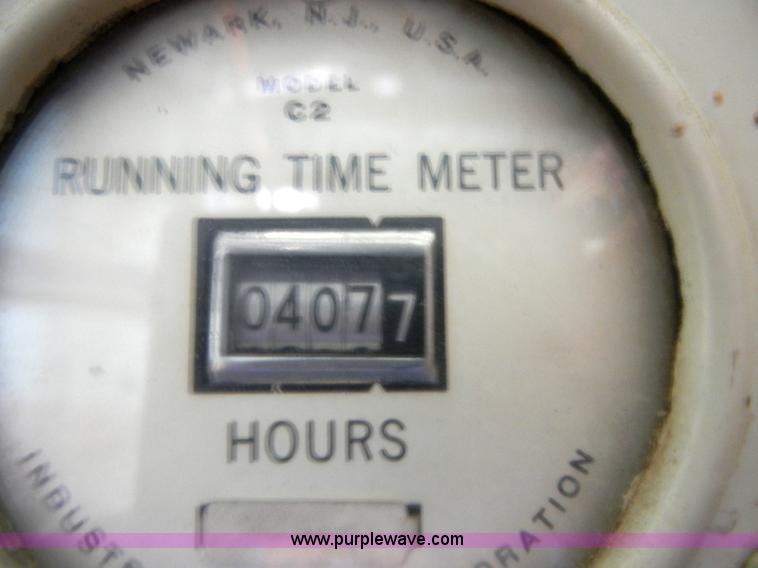 NEWARK, N.J., U.S.A.
MODEL
C2
RUNNING TIME METER
04077
HOURS
www.purplewave.com